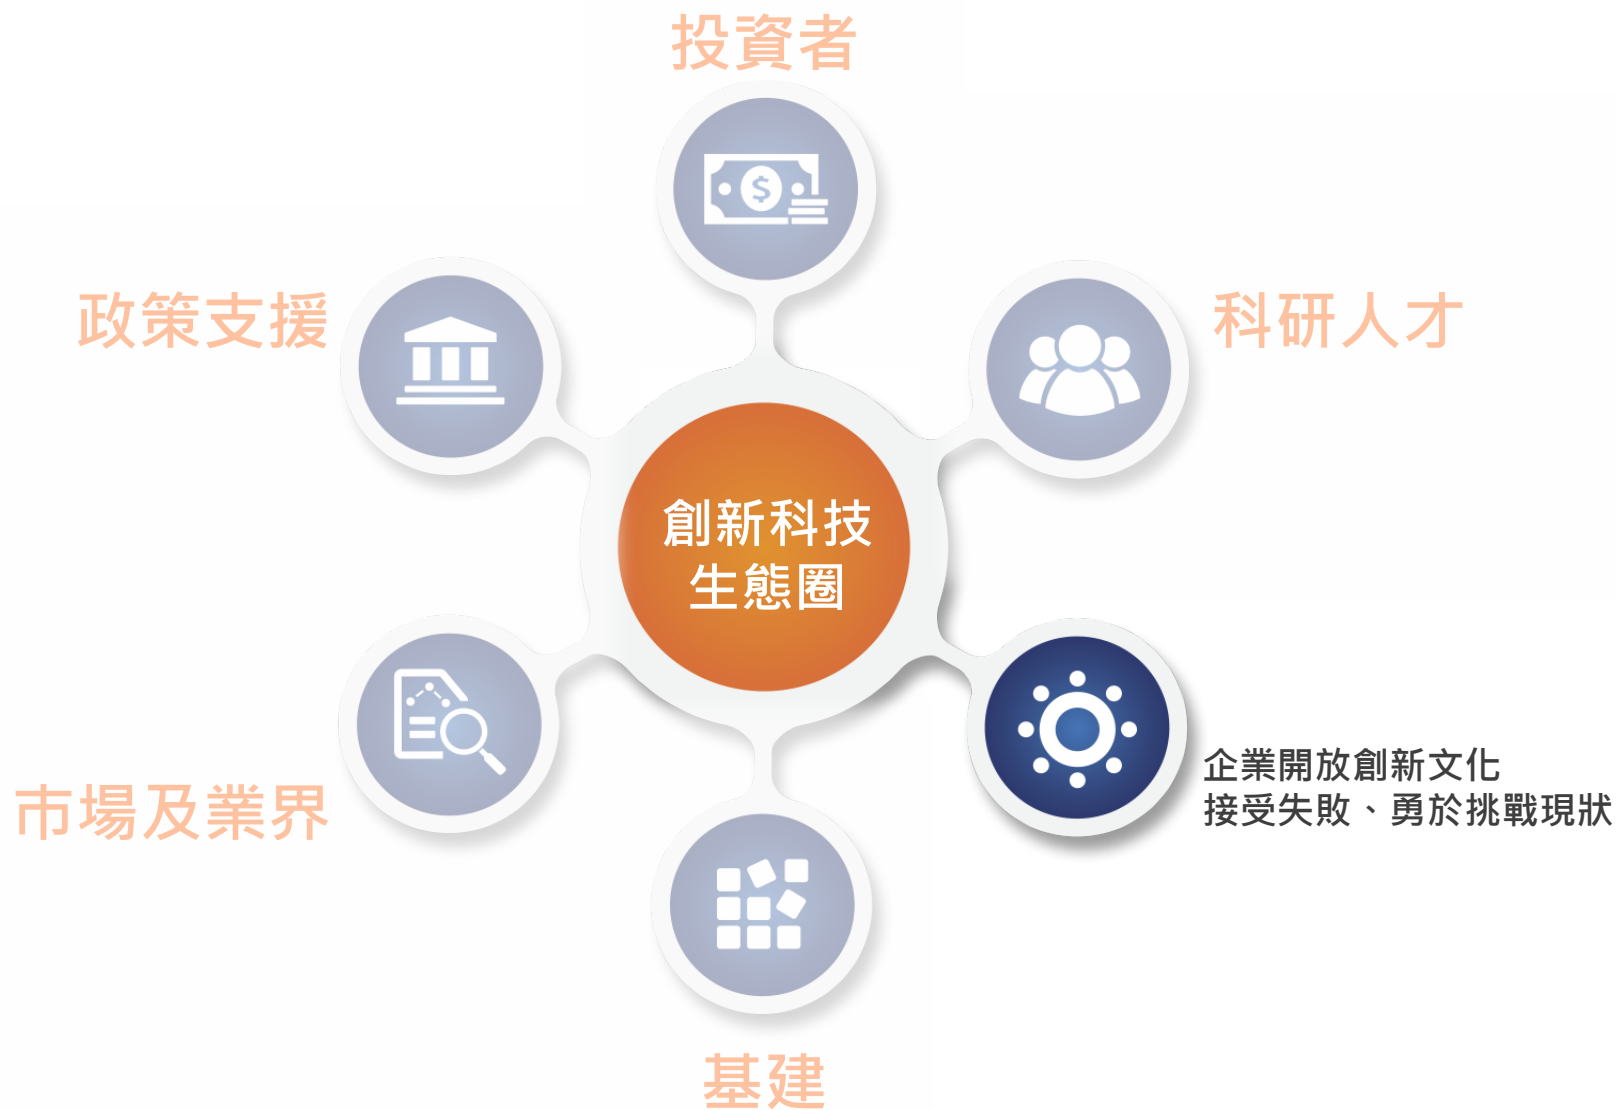 投資者
政策支援
科研人才
創新科技
生態圈
企業開放創新文化
接受失敗、勇於挑戰現狀
市場及業界
基建
$